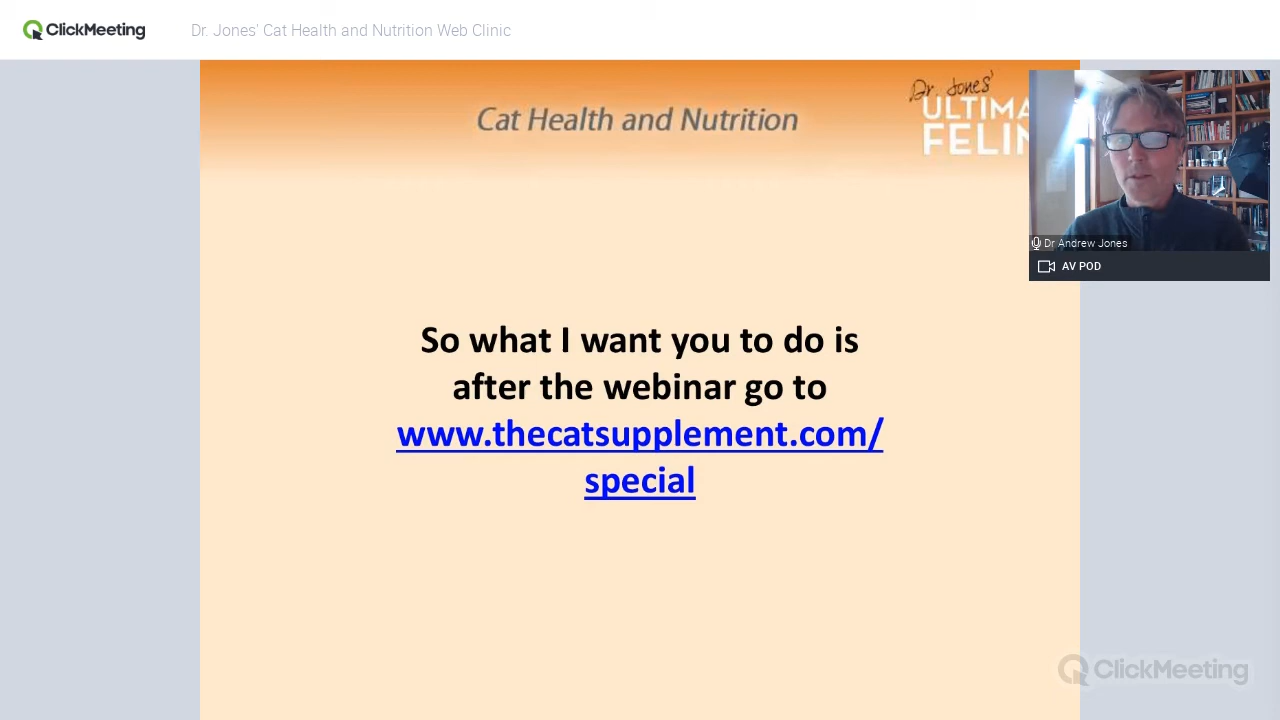 ClickMeeting
Dr. Jones' Cat Health and Nutrition Web Clinic
Cat Health and Nutrition
Dr. Jones'
ULTIMA
FELIN
Dr Andrew Jones
AV POD
So what I want you to do is
after the webinar go to
www.thecatsupplement.com/
special
ClickMeeting